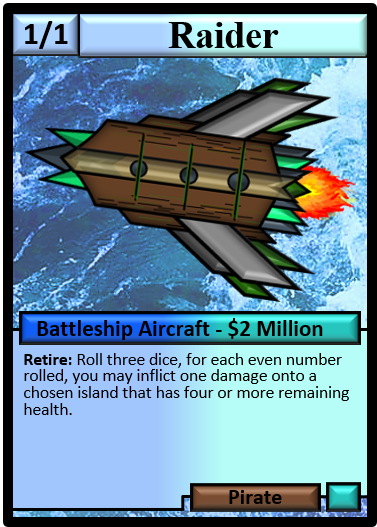 1/1 Raider
Battleship Aircraft - $2 Million
Retire: Roll three dice, for each even number
rolled, you may inflict one damage onto a
chosen island that has four or more remaining
health.
Pirate